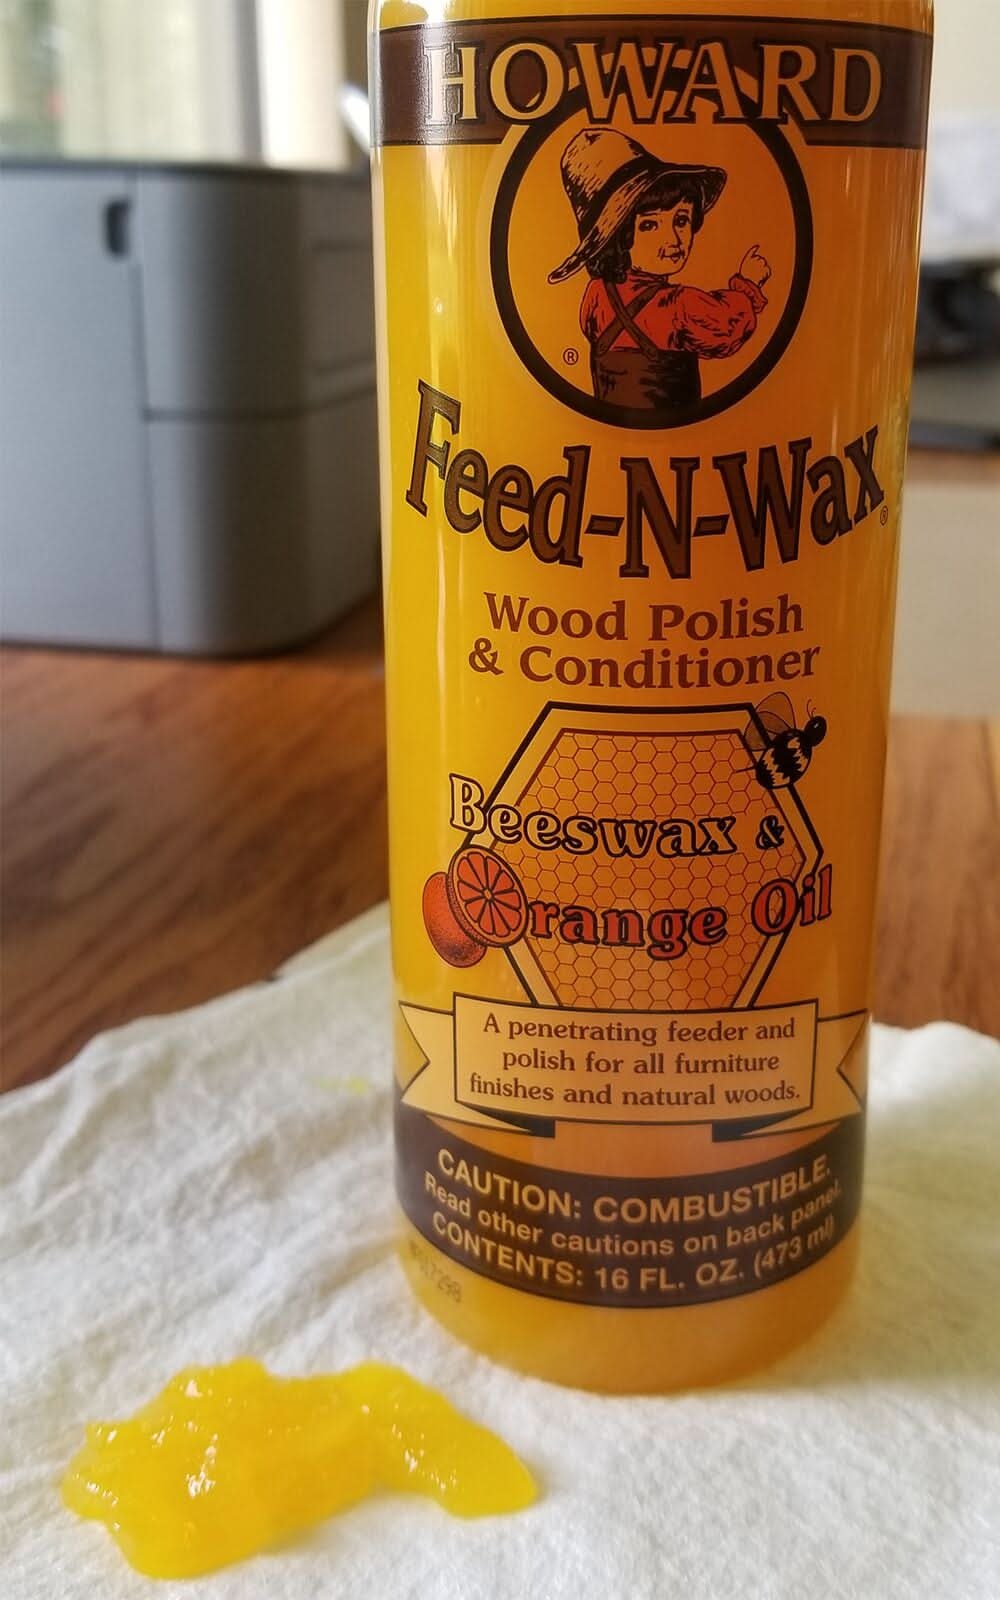 HOWARD
®
Feed-N-Wax®
Wood Polish
& Conditioner
Beeswax &
Orange Oil
A penetrating feeder and
polish for all furniture
finishes and natural woods.
CAUTION: COMBUSTIBLE.
Read other cautions on back panel.
CONTENTS: 16 FL. OZ. (473 ml)